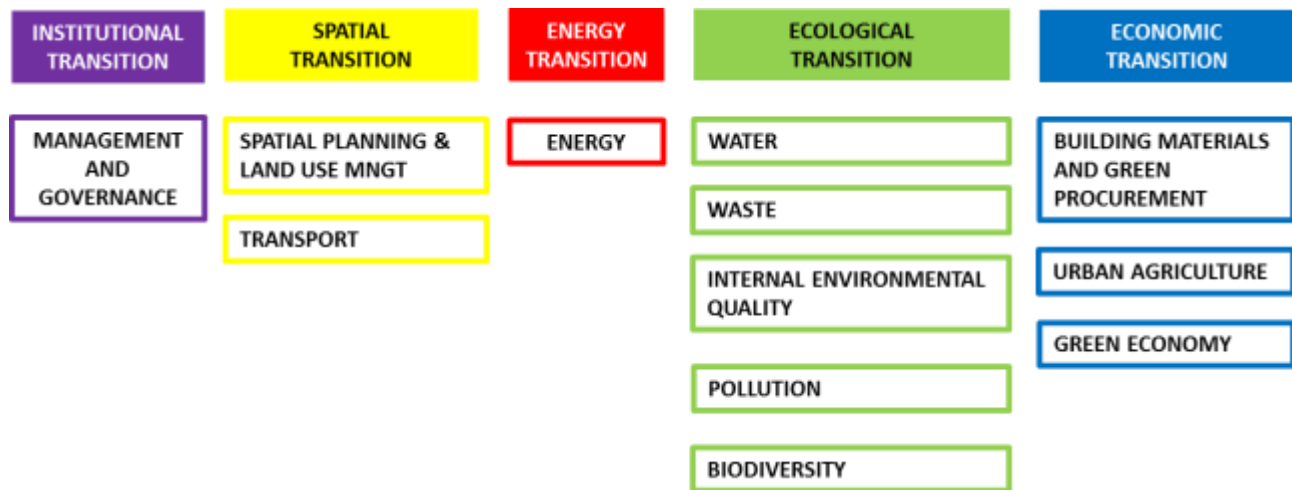 INSTITUTIONAL
TRANSITION
SPATIAL
TRANSITION
ENERGY
TRANSITION
ECOLOGICAL
TRANSITION
ECONOMIC
TRANSITION
MANAGEMENT
AND
GOVERNANCE
SPATIAL PLANNING &
LAND USE MNGT
TRANSPORT
ENERGY
WATER
WASTE
INTERNAL ENVIRONMENTAL
QUALITY
POLLUTION
BIODIVERSITY
BUILDING MATERIALS
AND GREEN
PROCUREMENT
URBAN AGRICULTURE
GREEN ECONOMY